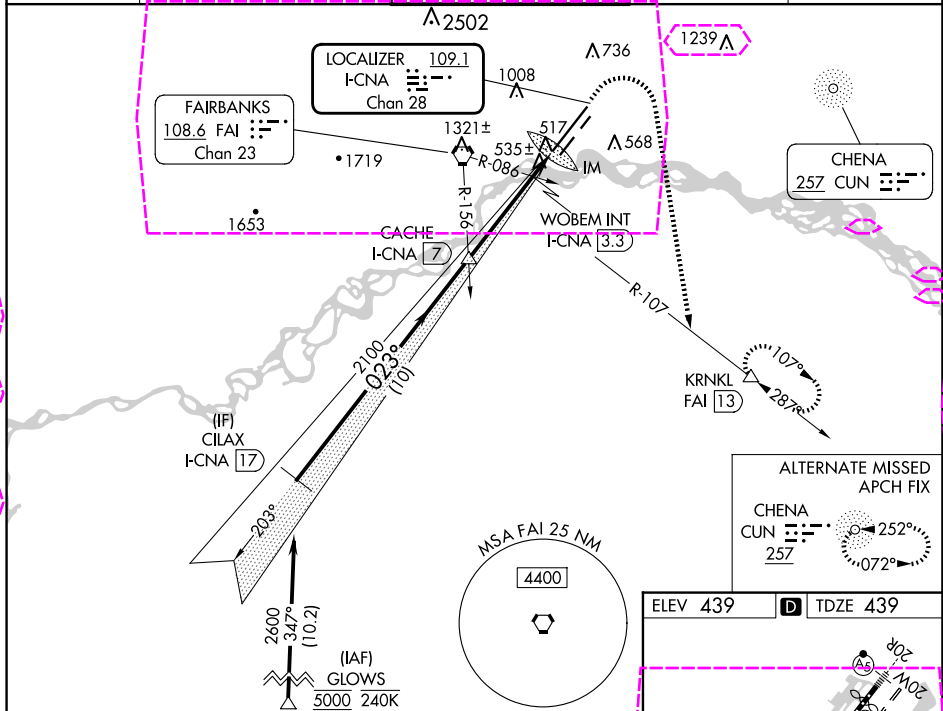 2502
LOCALIZER 109.1
I-CNA
Chan 28
736
1239
1008
FAIRBANKS
108.6 FAI
Chan 23
1321±
517
535±
568
1719
R-086
IM
CHENA
257 CUN
1653
R-156
WOBEM INT
I-CNA 3.3
CACHE
I-CNA 7
R-107
2100
023°
(10)
107°
KRNKL
FAI 13
287°
(IF)
CILAX
I-CNA 17
203°
ALTERNATE MISSED
APCH FIX
CHENA
CUN
257
252°
072°
MSA FAI 25 NM
4400
2600
347°
(10.2)
(IAF)
GLOWS
5000 240K
ELEV 439
D
TDZE 439
A5
20R
20W